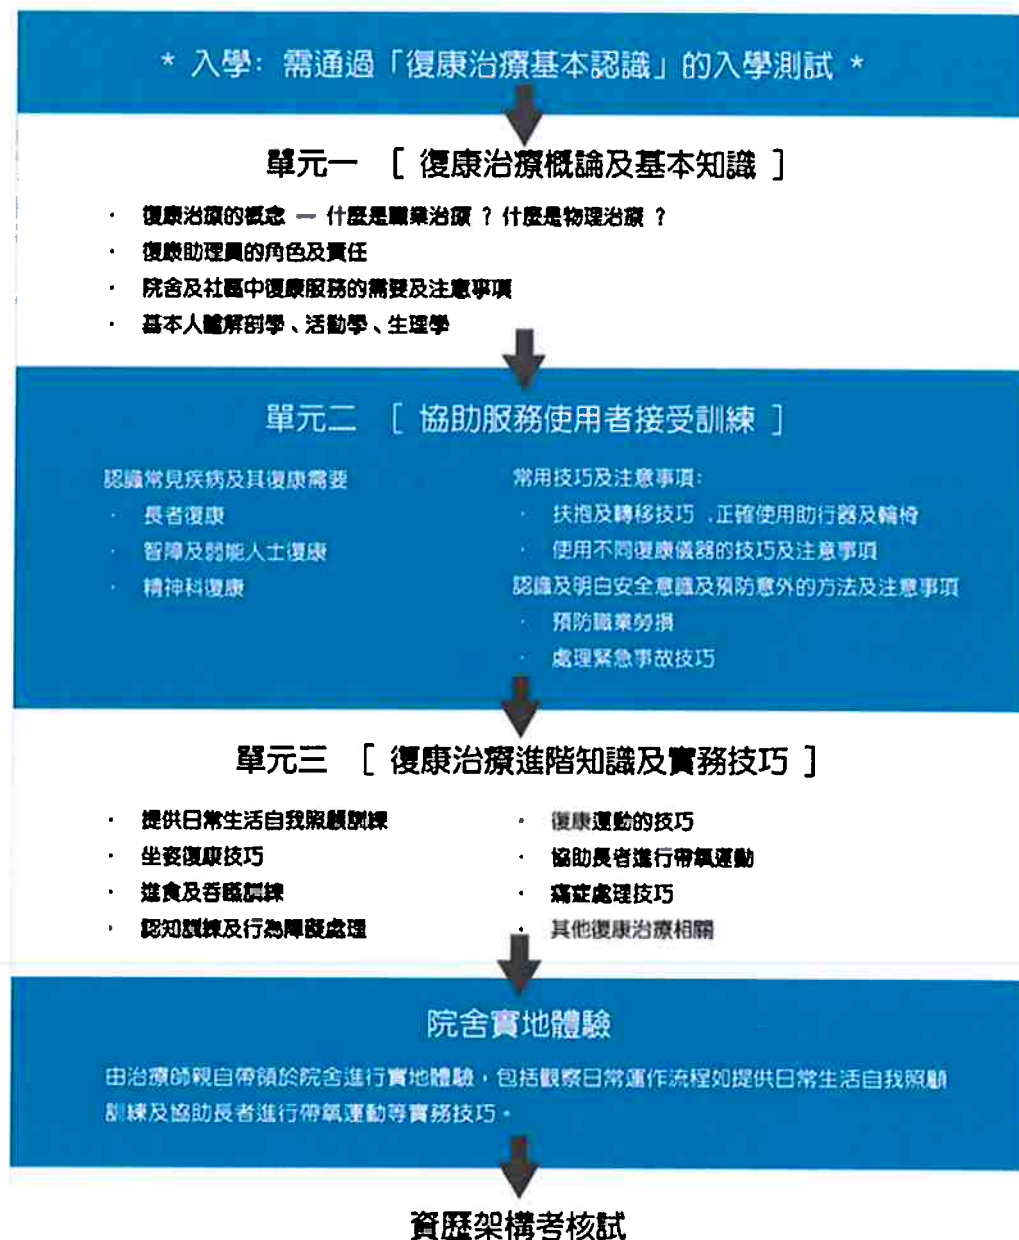 * 入學: 需通過「復康治療基本認識」的入學測試 *
單元一 [ 復康治療概論及基本知識 ]
· 復康治療的概念 — 什麼是職業治療 ? 什麼是物理治療 ?
· 復康助理員的角色及責任
· 院舍及社區中復康服務的需要及注意事項
· 基本人體解剖學、活動學、生理學
單元二 [ 協助服務使用者接受訓練 ]
認識常見疾病及其復康需要
· 長者復康
· 智障及弱能人士復康
· 精神科復康
常用技巧及注意事項:
· 扶抱及轉移技巧 ,正確使用助行器及輪椅
· 使用不同復康儀器的技巧及注意事項
認識及明白安全意識及預防意外的方法及注意事項
· 預防職業勞損
· 處理緊急事故技巧
單元三 [ 復康治療進階知識及實務技巧 ]
· 提供日常生活自我照顧訓練
· 坐姿復康技巧
· 進食及吞嚥訓練
· 認知訓練及行為障礙處理
· 復康運動的技巧
· 協助長者進行帶氧運動
· 痛症處理技巧
· 其他復康治療相關
院舍實地體驗
由治療師親自帶領於院舍進行實地體驗，包括觀察日常運作流程如提供日常生活自我照顧
訓練及協助長者進行帶氧運動等實務技巧。
資歷架構考核試